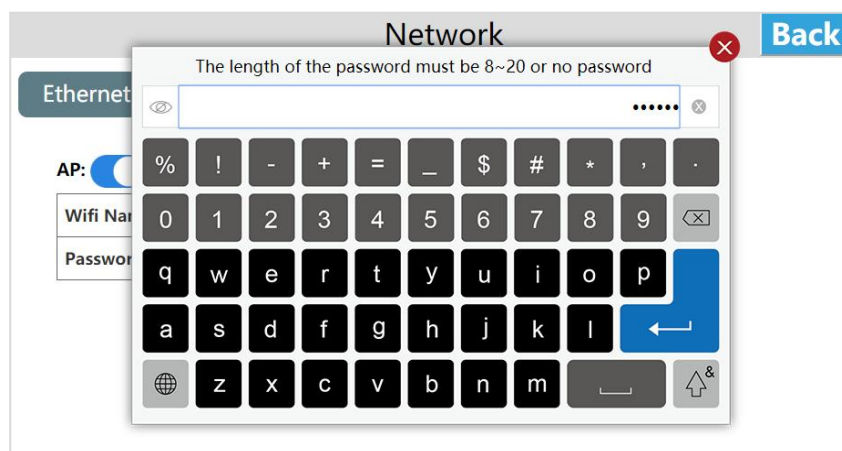 Network
Back
The length of the password must be 8~20 or no password
Ethernet
••••••
AP:
% ! - + = _ $ # * , .
Wifi Nar
0 1 2 3 4 5 6 7 8 9
Passwor
q w e r t y u i o p
a s d f g h j k l
z x c v b n m
&